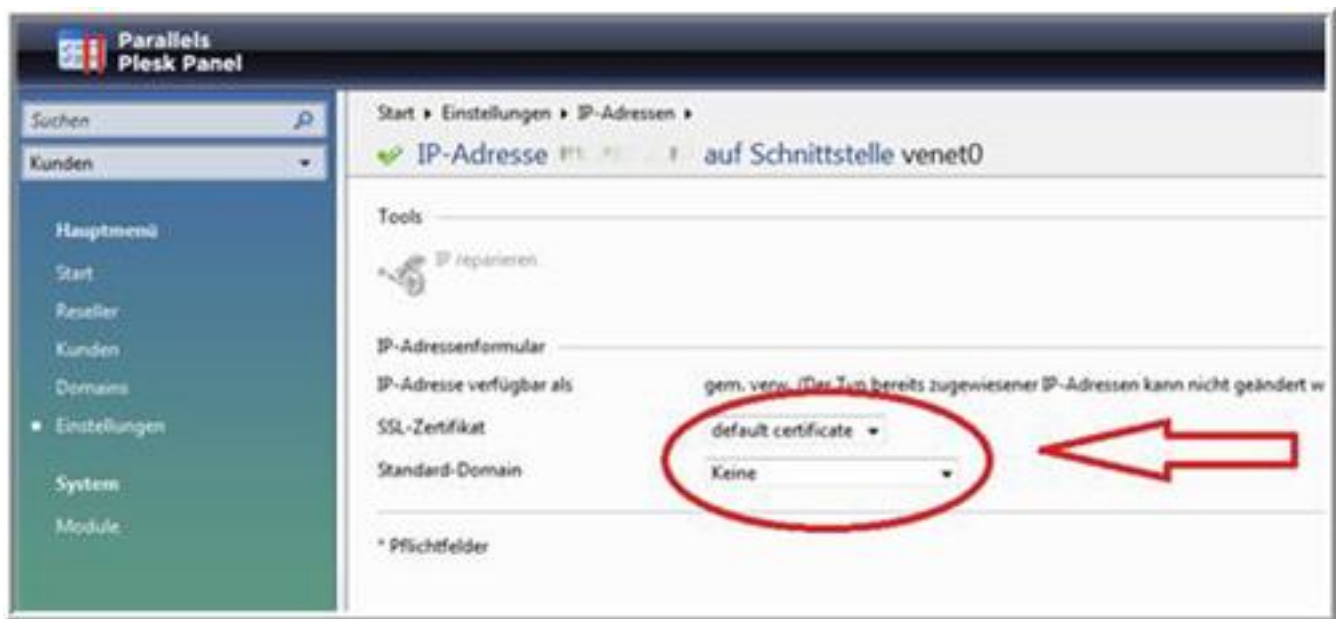 Parallels
Plesk Panel
Suchen
Kunden
Hauptmenü
Start
Reseller
Kunden
Domains
Einstellungen
System
Module
Start Einstellungen IP-Adressen
IP-Adresse auf Schnittstelle venet0
Tools
IP reparieren
IP-Adressenformular
IP-Adresse verfügbar als gem. verw. (Der Typ bereits zugewiesener IP-Adressen kann nicht geändert w
SSL-Zertifikat default certificate
Standard-Domain Keine
* Pflichtfelder